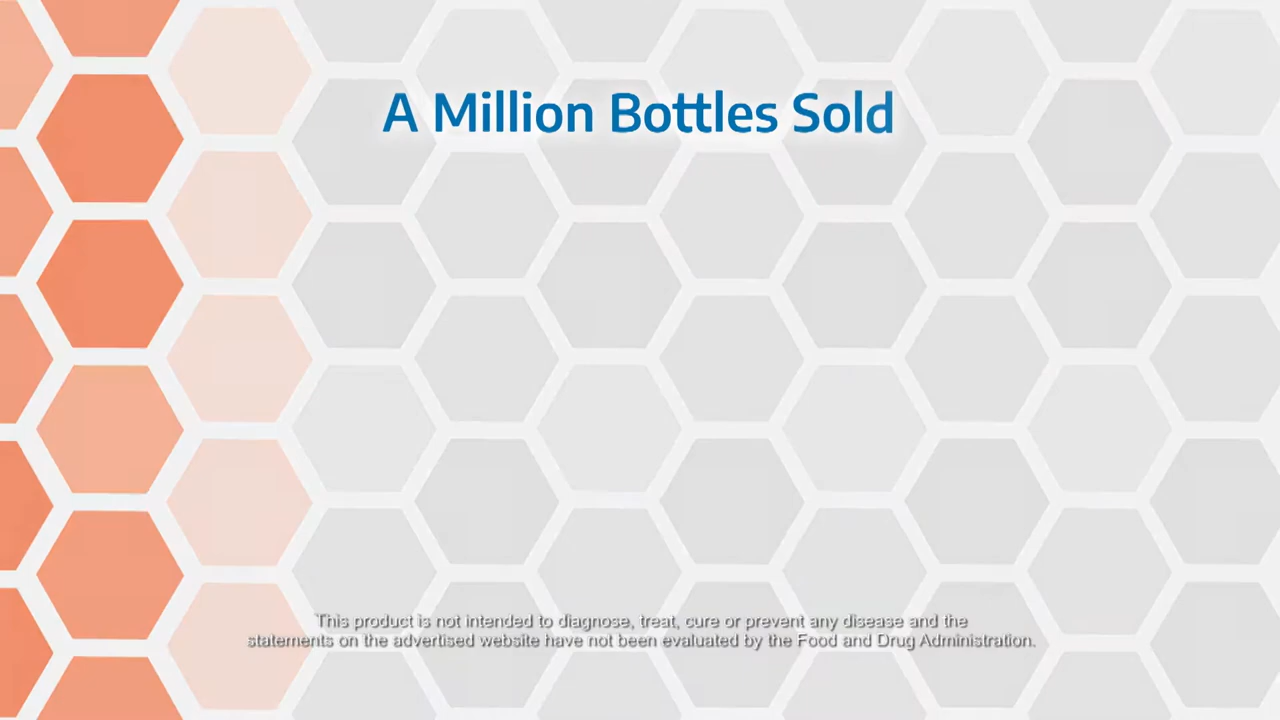 A Million Bottles Sold
This product is not intended to diagnose, treat, cure or prevent any disease and the
statements on the advertised website have not been evaluated by the Food and Drug Administration.